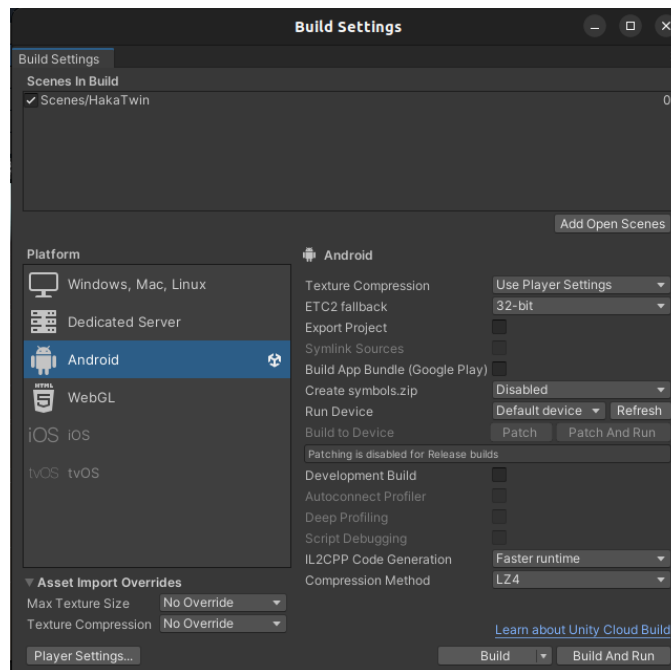 Build Settings
Build Settings
Scenes In Build
Scenes/HakaTwin 0
Add Open Scenes
Platform
Windows, Mac, Linux
Dedicated Server
Android
HTML
5
WebGL
iOS iOS
tvOS tvOS
Android
Texture Compression Use Player Settings
ETC2 fallback 32-bit
Export Project
Symlink Sources
Build App Bundle (Google Play)
Create symbols.zip Disabled
Run Device Default device Refresh
Build to Device Patch Patch And Run
Patching is disabled for Release builds
Development Build
Autoconnect Profiler
Deep Profiling
Script Debugging
IL2CPP Code Generation Faster runtime
Compression Method LZ4
Asset Import Overrides
Max Texture Size No Override
Texture Compression No Override
Learn about Unity Cloud Build
Player Settings...
Build Build And Run